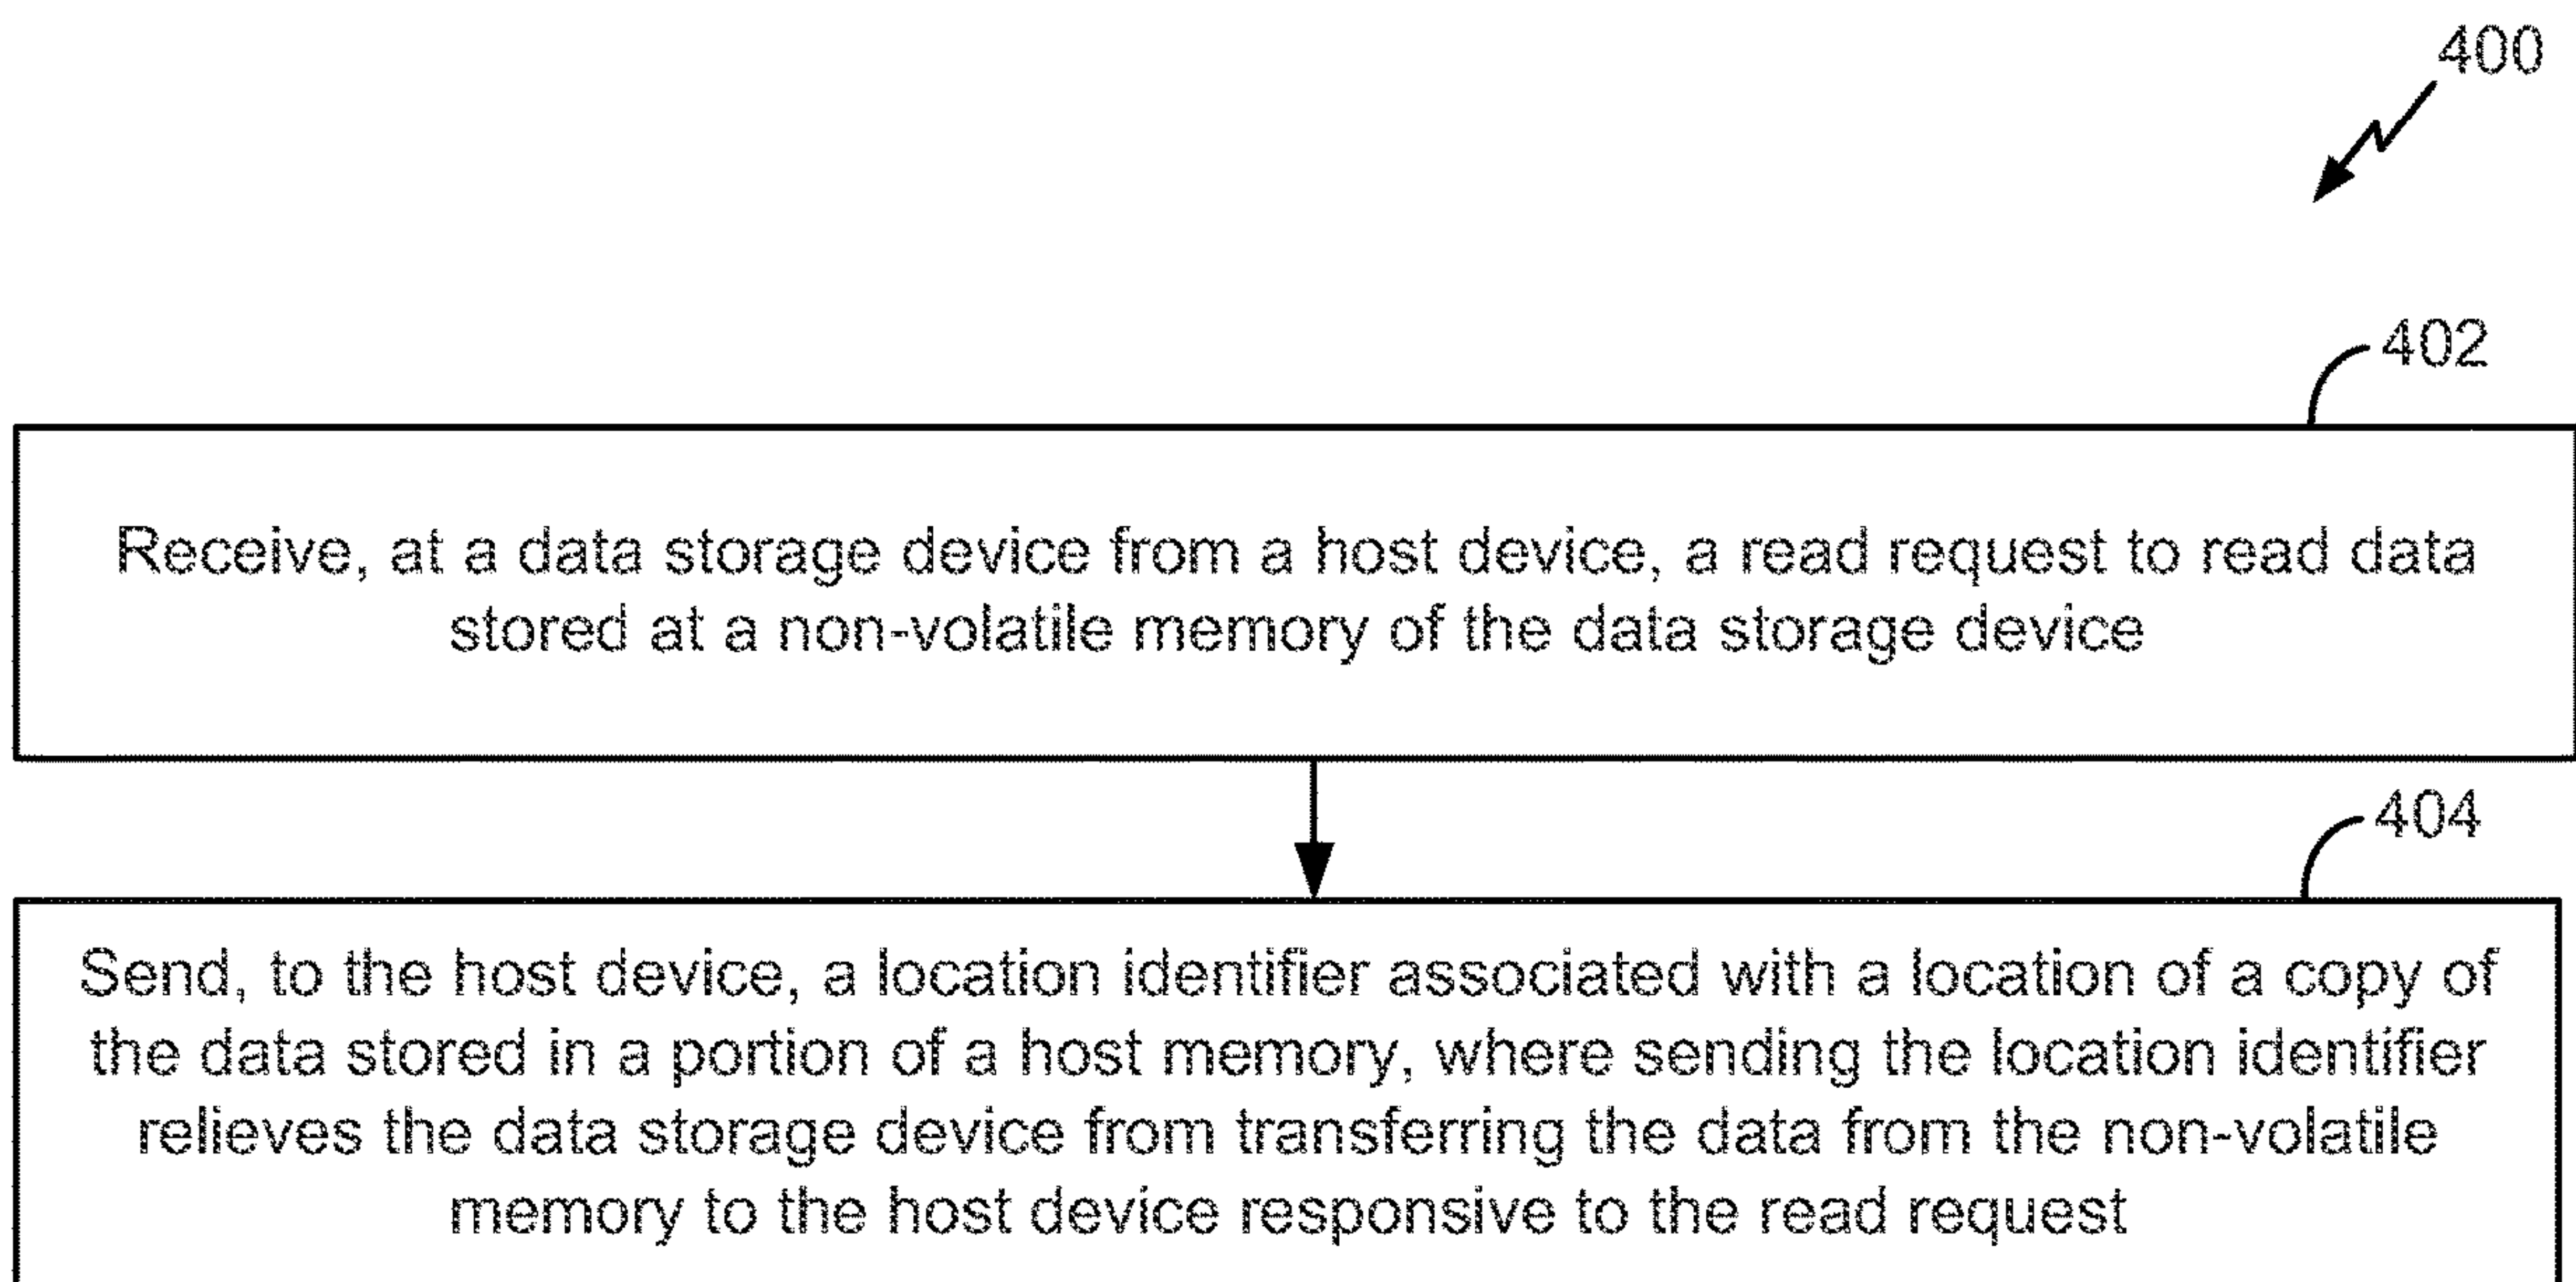 400
402
Receive, at a data storage device from a host device, a read request to read data
stored at a non-volatile memory of the data storage device
404
Send, to the host device, a location identifier associated with a location of a copy of
the data stored in a portion of a host memory, where sending the location identifier
relieves the data storage device from transferring the data from the non-volatile
memory to the host device responsive to the read request